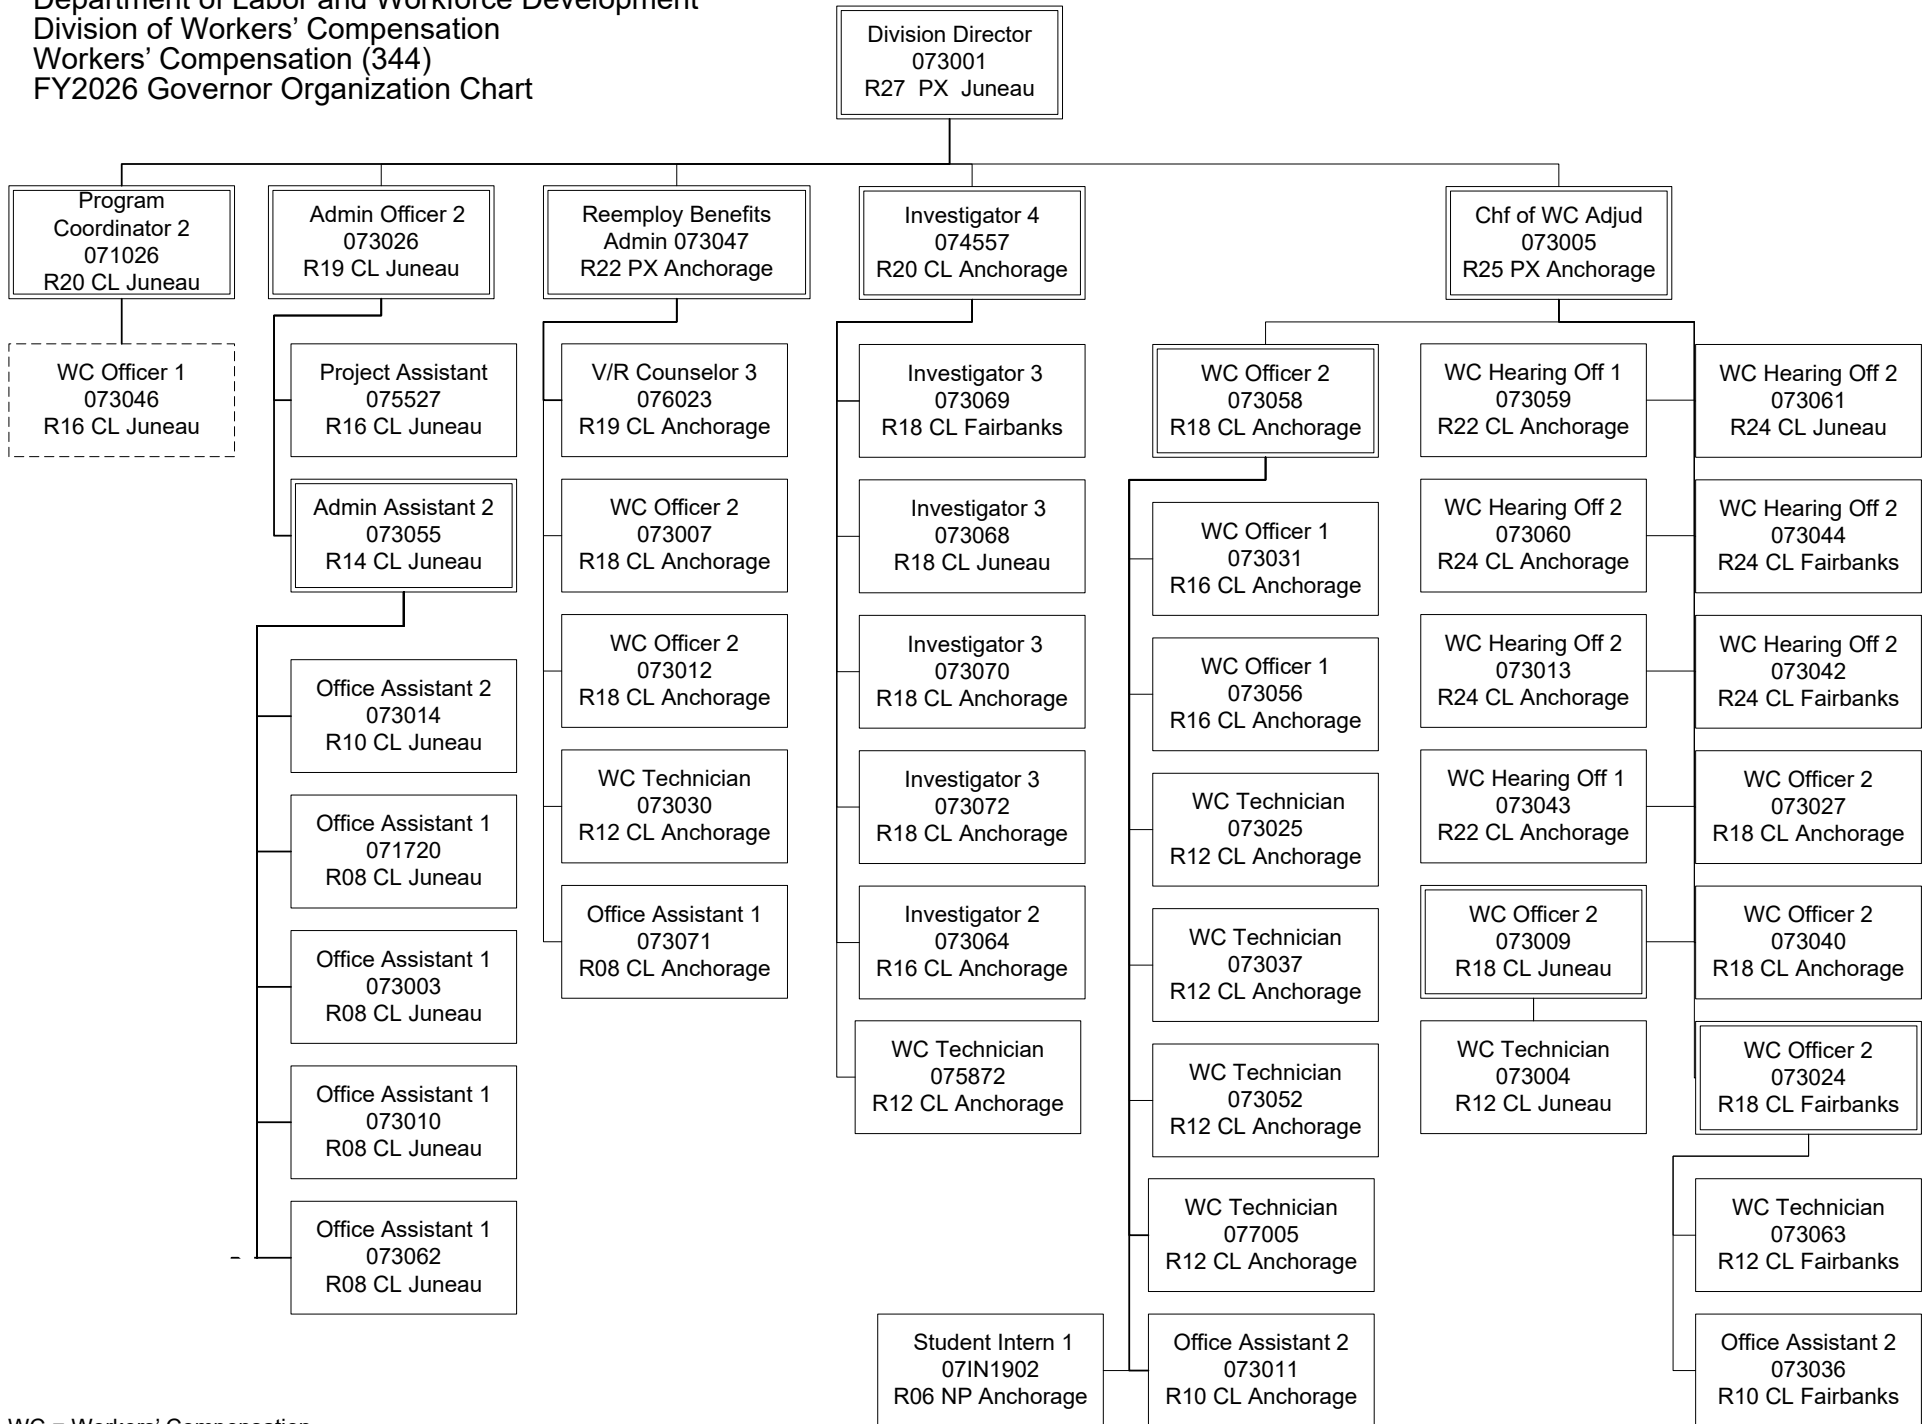 Department of Labor and Workforce Development
Division of Workers' Compensation
Workers' Compensation (344)
FY2026 Governor Organization Chart
Division Director
073001
R27 PX Juneau
Program
Coordinator 2
071026
R20 CL Juneau
Admin Officer 2
073026
R19 CL Juneau
Reemploy Benefits
Admin 073047
R22 PX Anchorage
Investigator 4
074557
R20 CL Anchorage
Chf of WC Adjud
073005
R25 PX Anchorage
WC Officer 1
073046
R16 CL Juneau
Project Assistant
075527
R16 CL Juneau
Admin Assistant 2
073055
R14 CL Juneau
Office Assistant 2
073014
R10 CL Juneau
Office Assistant 1
071720
R08 CL Juneau
Office Assistant 1
073003
R08 CL Juneau
Office Assistant 1
073010
R08 CL Juneau
Office Assistant 1
073062
R08 CL Juneau
V/R Counselor 3
076023
R19 CL Anchorage
WC Officer 2
073007
R18 CL Anchorage
WC Officer 2
073012
R18 CL Anchorage
WC Technician
073030
R12 CL Anchorage
Office Assistant 1
073071
R08 CL Anchorage
Investigator 3
073069
R18 CL Fairbanks
Investigator 3
073068
R18 CL Juneau
Investigator 3
073070
R18 CL Anchorage
Investigator 3
073072
R18 CL Anchorage
Investigator 2
073064
R16 CL Anchorage
WC Technician
075872
R12 CL Anchorage
WC Officer 2
073058
R18 CL Anchorage
WC Officer 1
073031
R16 CL Anchorage
WC Officer 1
073056
R16 CL Anchorage
WC Technician
073025
R12 CL Anchorage
WC Technician
073037
R12 CL Anchorage
WC Technician
073052
R12 CL Anchorage
WC Technician
077005
R12 CL Anchorage
Student Intern 1
07IN1902
R06 NP Anchorage
Office Assistant 2
073011
R10 CL Anchorage
WC Hearing Off 1
073059
R22 CL Anchorage
WC Hearing Off 2
073060
R24 CL Anchorage
WC Hearing Off 2
073013
R24 CL Anchorage
WC Hearing Off 1
073043
R22 CL Anchorage
WC Officer 2
073009
R18 CL Juneau
WC Technician
073004
R12 CL Juneau
WC Hearing Off 2
073061
R24 CL Juneau
WC Hearing Off 2
073044
R24 CL Fairbanks
WC Hearing Off 2
073042
R24 CL Fairbanks
WC Officer 2
073027
R18 CL Anchorage
WC Officer 2
073040
R18 CL Anchorage
WC Officer 2
073024
R18 CL Fairbanks
WC Technician
073063
R12 CL Fairbanks
Office Assistant 2
073036
R10 CL Fairbanks
WC = Workers' Compensation